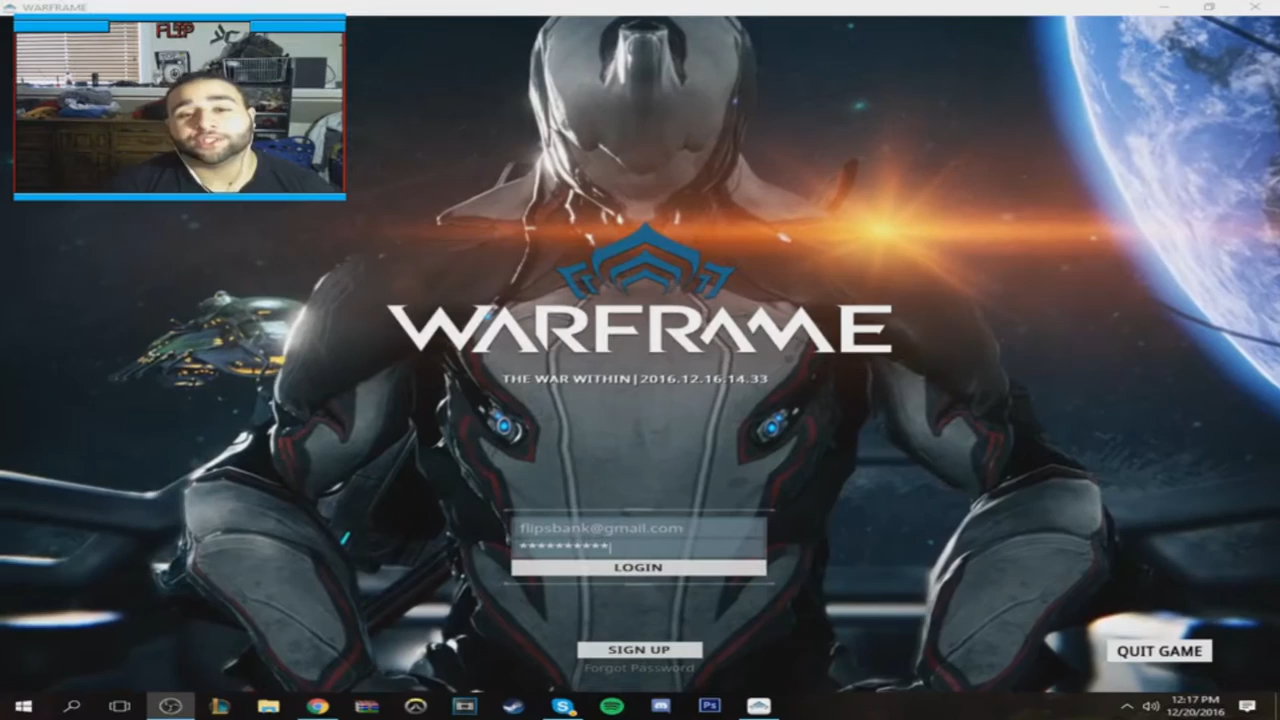 WARFRAME
FLIP
WARFRAME
THE WAR WITHIN|2016.12.16.14.33
flipsbank@gmail.com
**********
LOGIN
SIGN UP
Forgot Password
QUIT GAME
Ps
12:17 PM
12/20/2016